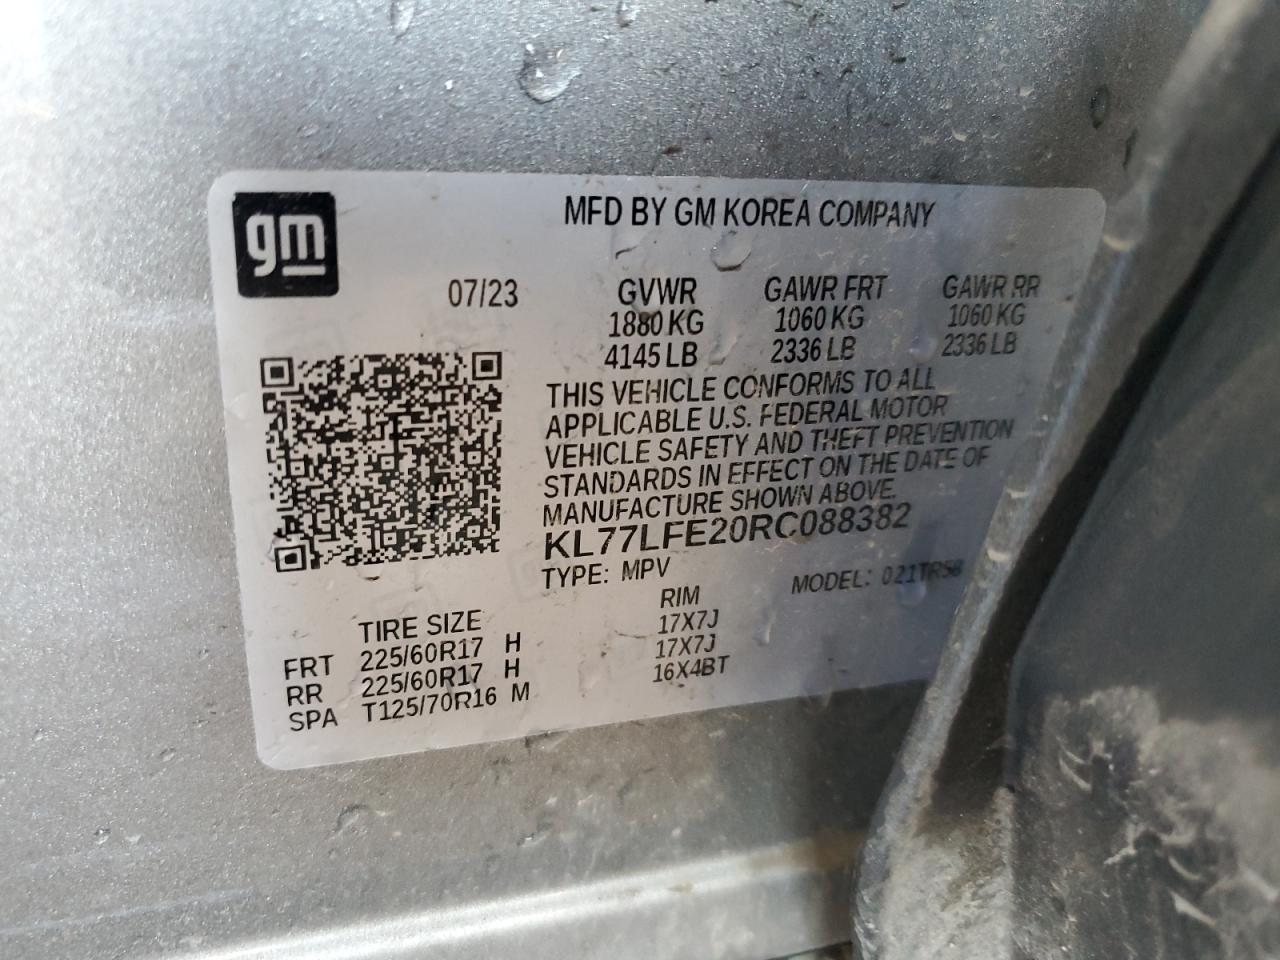 gm
MFD BY GM KOREA COMPANY
07/23
GVWR GAWR FRT GAWR RR
1880 KG 1060 KG 1060 KG
4145 LB 2336 LB 2336 LB
THIS VEHICLE CONFORMS TO ALL
APPLICABLE U.S. FEDERAL MOTOR
VEHICLE SAFETY AND THEFT PREVENTION
STANDARDS IN EFFECT ON THE DATE OF
MANUFACTURE SHOWN ABOVE.
KL77LFE20RC088382
TYPE: MPV MODEL: 021TR58
TIRE SIZE RIM
FRT 225/60R17 H 17X7J
RR 225/60R17 H 17X7J
SPA T125/70R16 M 16X4BT